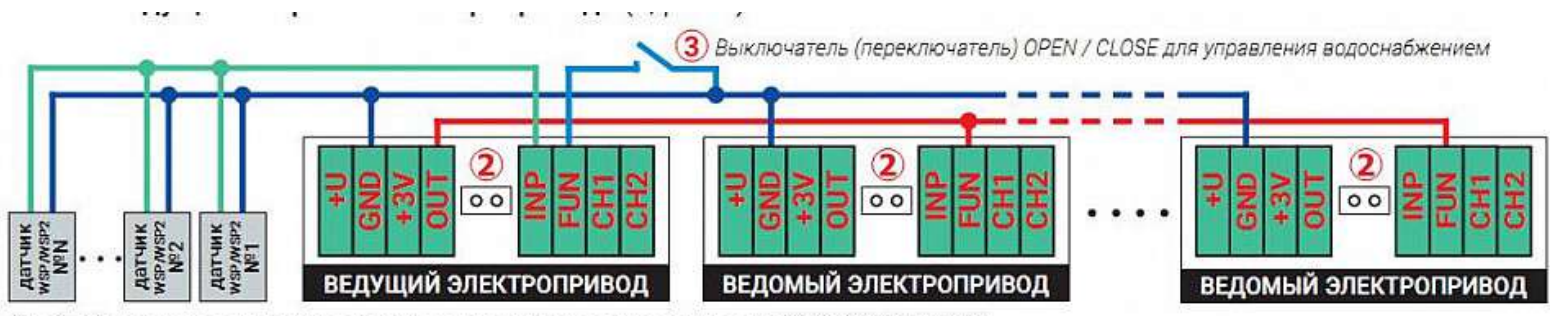 ③ Выключатель (переключатель) OPEN / CLOSE для управления водоснабжением
датчик
WSP/WSP2
№N
датчик
WSP/WSP2
№2
датчик
WSP/WSP2
№1
+U
GND
+3V
OUT
②
INP
FUN
CH1
CH2
ВЕДУЩИЙ ЭЛЕКТРОПРИВОД
+U
GND
+3V
OUT
②
INP
FUN
CH1
CH2
ВЕДОМЫЙ ЭЛЕКТРОПРИВОД
+U
GND
+3V
OUT
②
INP
FUN
CH1
CH2
ВЕДОМЫЙ ЭЛЕКТРОПРИВОД